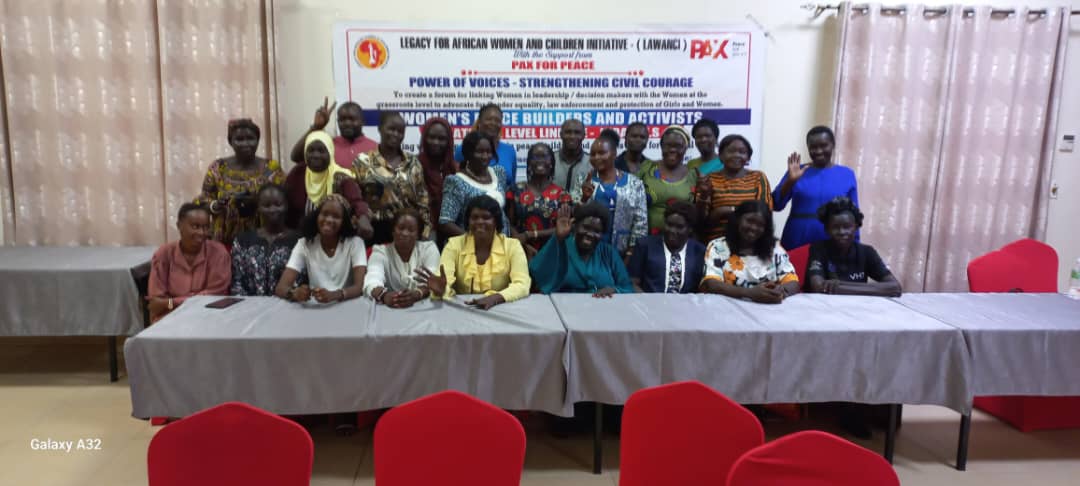 LEGACY FOR AFRICAN WOMEN AND CHILDREN INITIATIVE - ( LAWANCI )
PAX
Peace
With the Support from
PAX FOR PEACE
POWER OF VOICES - STRENGTHENING CIVIL COURAGE
To create a forum for linking Women in leadership / decision makers with the Women at the
grassroots level to advocate for gender equality, law enforcement and protection of Girls and Women.
WOMEN'S PEACE BUILDERS AND ACTIVISTS
LEVEL
Galaxy A32